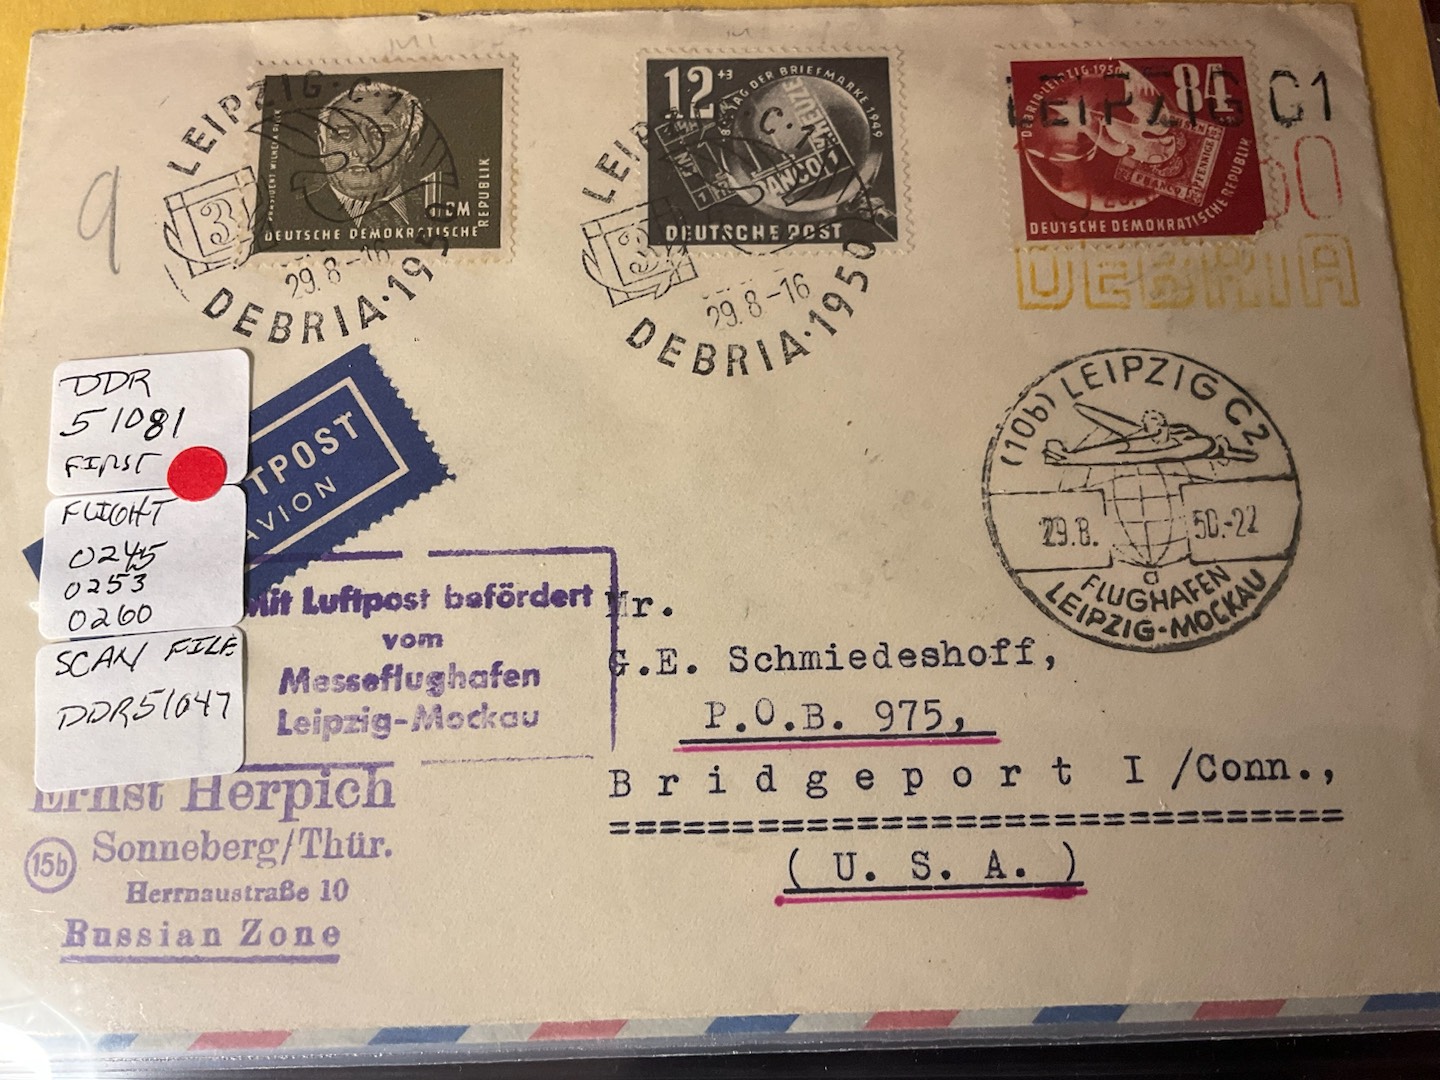 LEIPZIG·C·1
PRÄSIDENT WILHELM PIECK
1 DM
DEUTSCHE DEMOKRATISCHE
REPUBLIK
29.8-16
DEBRIA·1950
12+3
TAG DER BRIEFMARKE 1949
DEUTSCHE POST
29.8-16
DEBRIA·1950
LEIPZIG C1
DEBRIA-LEIPZIG 1950
84
DEUTSCHE DEMOKRATISCHE REPUBLIK
50
DEBRIA
9
(10b) LEIPZIG C2
29.8. 50.-22
a
FLUGHAFEN
LEIPZIG-MOCKAU
DDR
51081
FIRST
FLIGHT
0245
0253
0260
SCAN FILE
DDR51047
TPOST
AVION
Mit Luftpost befördert
vom
Messeflughafen
Leipzig-Mockau
Mr.
G.E. Schmiedeshoff,
P.O.B. 975,
Bridgeport I /Conn.,
( U. S. A. )
Ernst Herpich
15b Sonneberg/Thür.
Herrnaustraße 10
Russian Zone